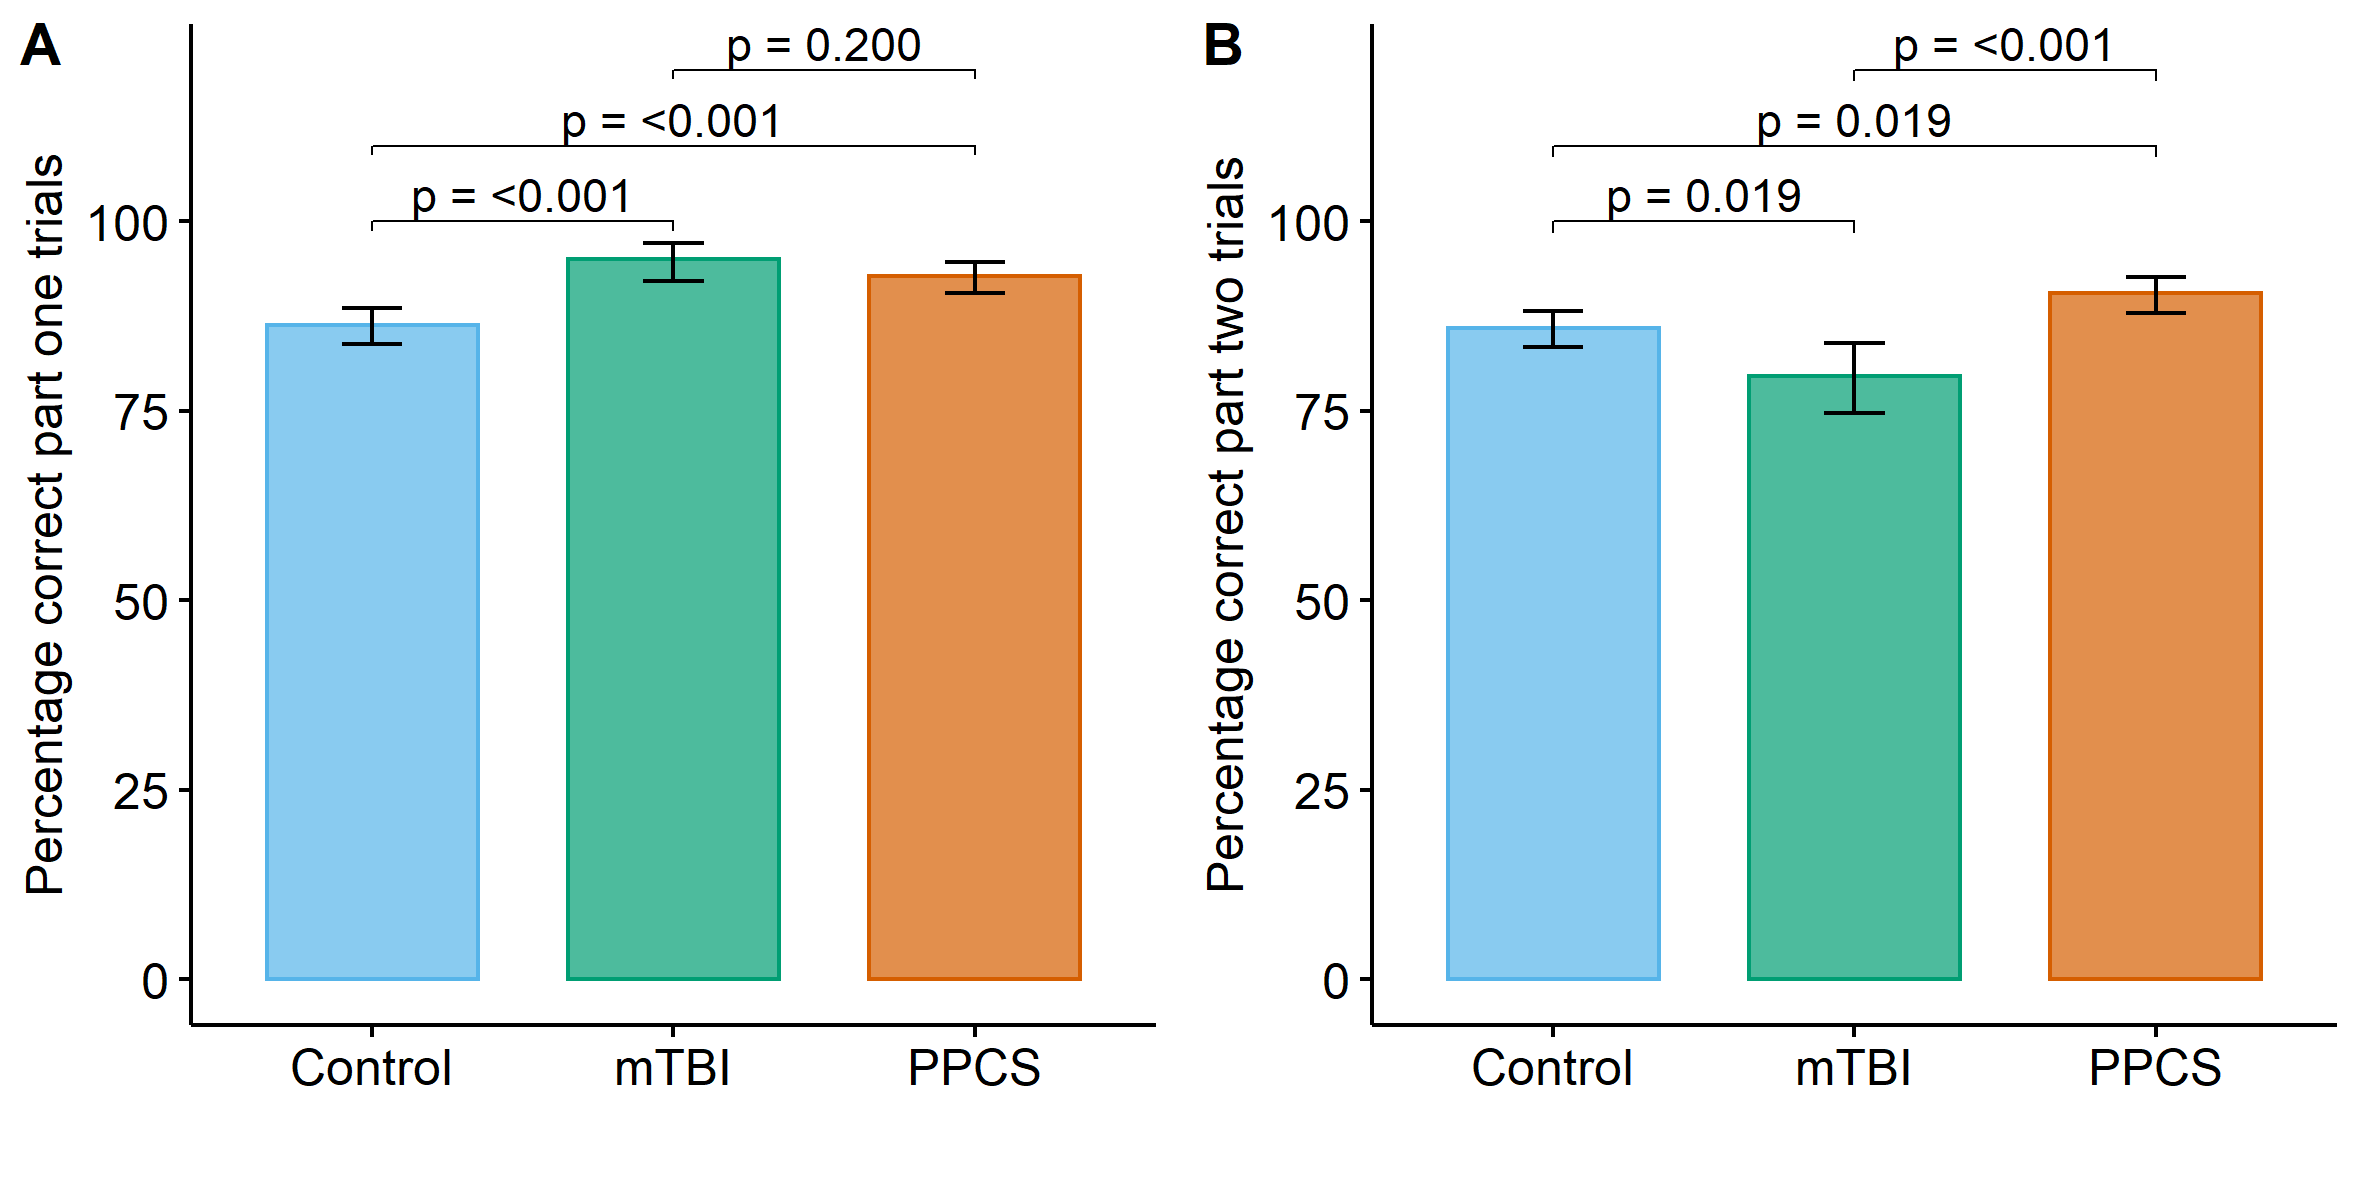 A
p = 0.200
p = <0.001
p = <0.001
Percentage correct part one trials
100
75
50
25
0
Control mTBI PPCS
B
p = <0.001
p = 0.019
p = 0.019
Percentage correct part two trials
100
75
50
25
0
Control mTBI PPCS